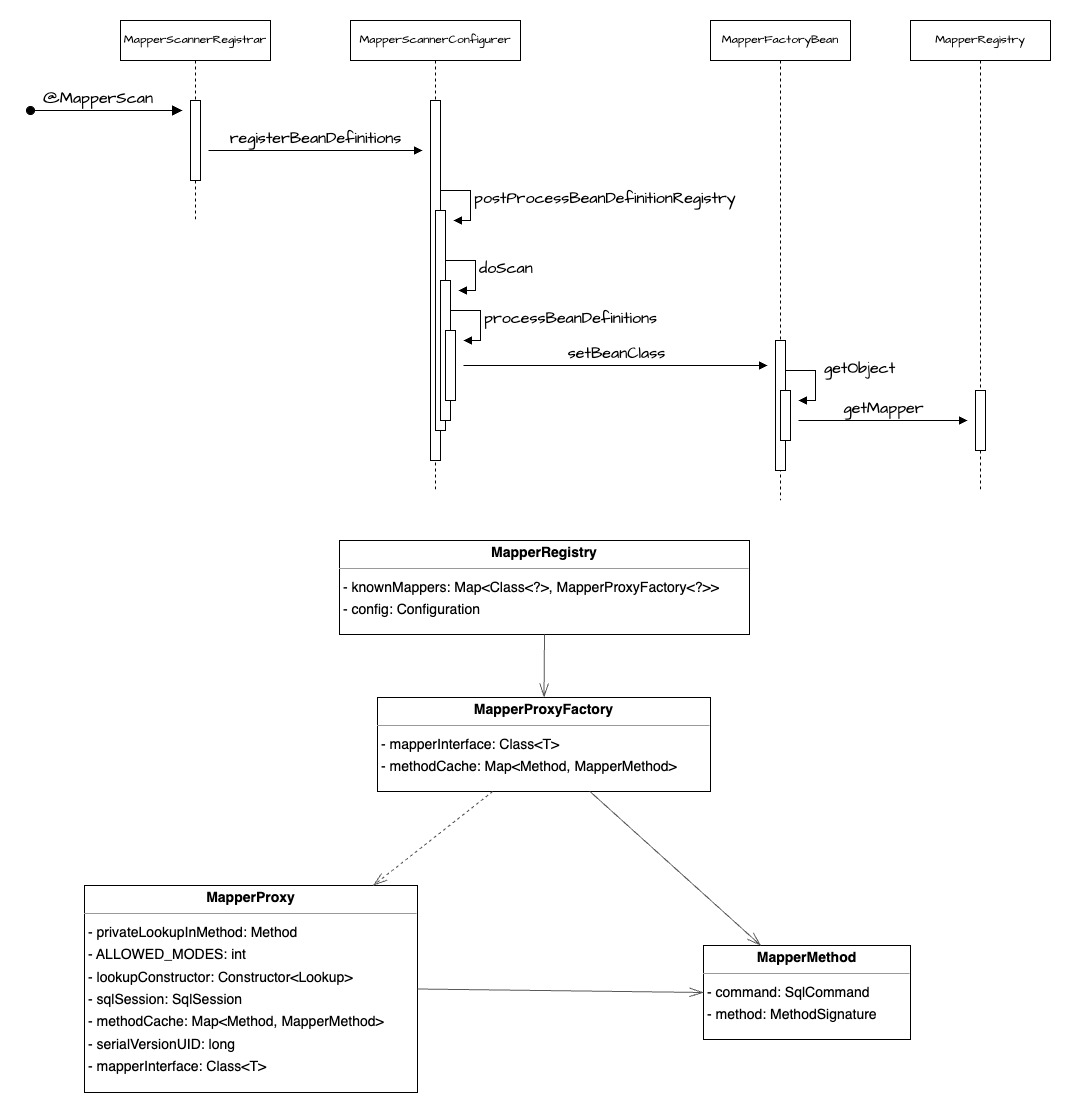 MapperScannerRegistrar
MapperScannerConfigurer
MapperFactoryBean
MapperRegistry
@MapperScan
registerBeanDefinitions
postProcessBeanDefinitionRegistry
doScan
processBeanDefinitions
setBeanClass
getObject
getMapper
MapperRegistry
- knownMappers: Map<Class<?>, MapperProxyFactory<?>>
- config: Configuration
MapperProxyFactory
- mapperInterface: Class<T>
- methodCache: Map<Method, MapperMethod>
MapperProxy
- privateLookupInMethod: Method
- ALLOWED_MODES: int
- lookupConstructor: Constructor<Lookup>
- sqlSession: SqlSession
- methodCache: Map<Method, MapperMethod>
- serialVersionUID: long
- mapperInterface: Class<T>
MapperMethod
- command: SqlCommand
- method: MethodSignature